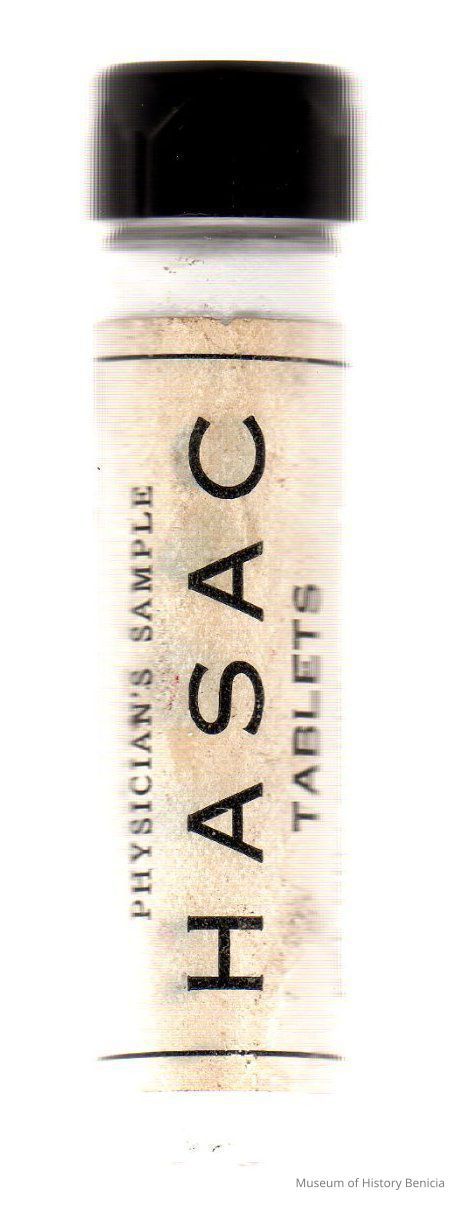 PHYSICIAN'S SAMPLE
HASAC
TABLETS
Museum of History Benicia